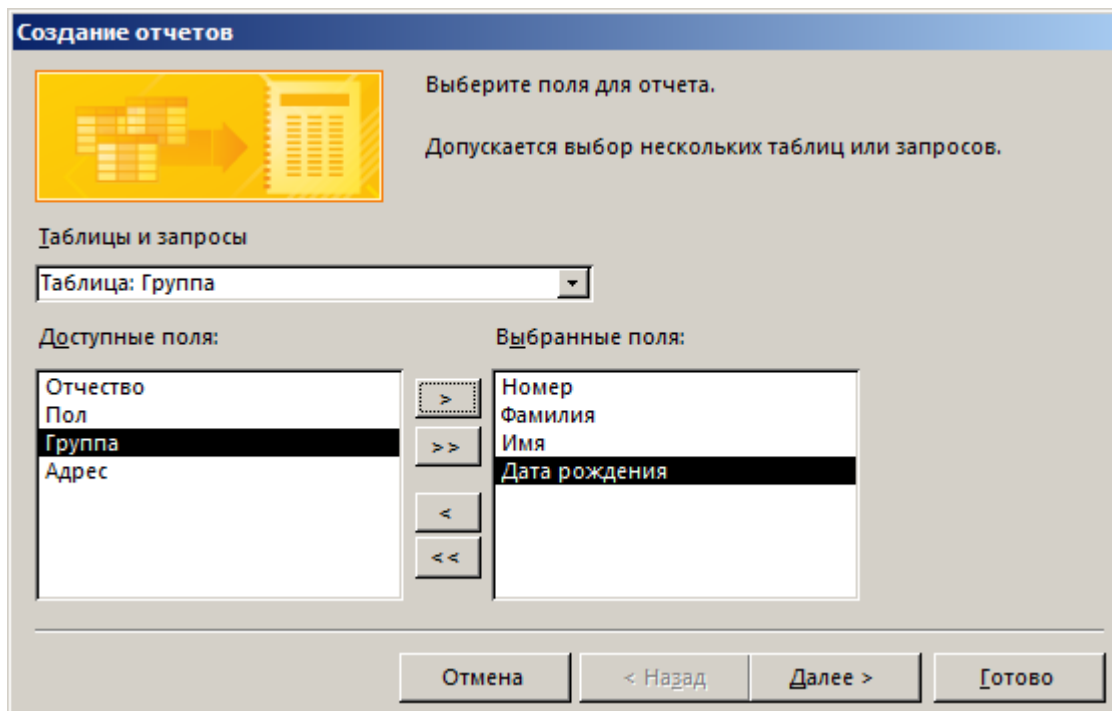 Создание отчетов
Выберите поля для отчета.
Допускается выбор нескольких таблиц или запросов.
Таблицы и запросы
Таблица: Группа
Доступные поля:
Выбранные поля:
Отчество
Пол
Группа
Адрес
>
>>
<
<<
Номер
Фамилия
Имя
Дата рождения
Отмена
< Назад
Далее >
Готово